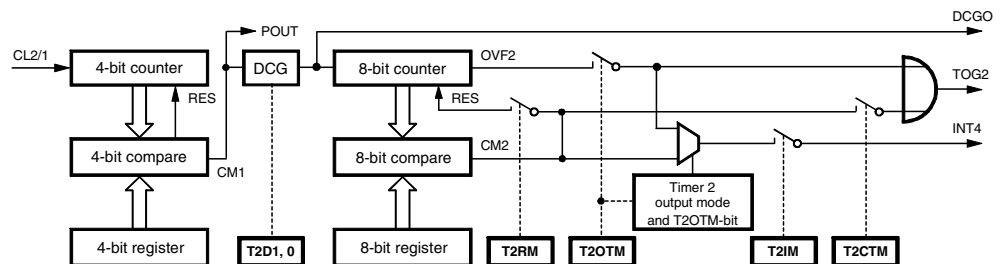 DCGO
POUT
CL2/1
4-bit counter
DCG
8-bit counter
OVF2
TOG2
RES
RES
INT4
4-bit compare
CM1
8-bit compare
CM2
Timer 2
output mode
and T2OTM-bit
4-bit register
T2D1, 0
8-bit register
T2RM
T2OTM
T2IM
T2CTM